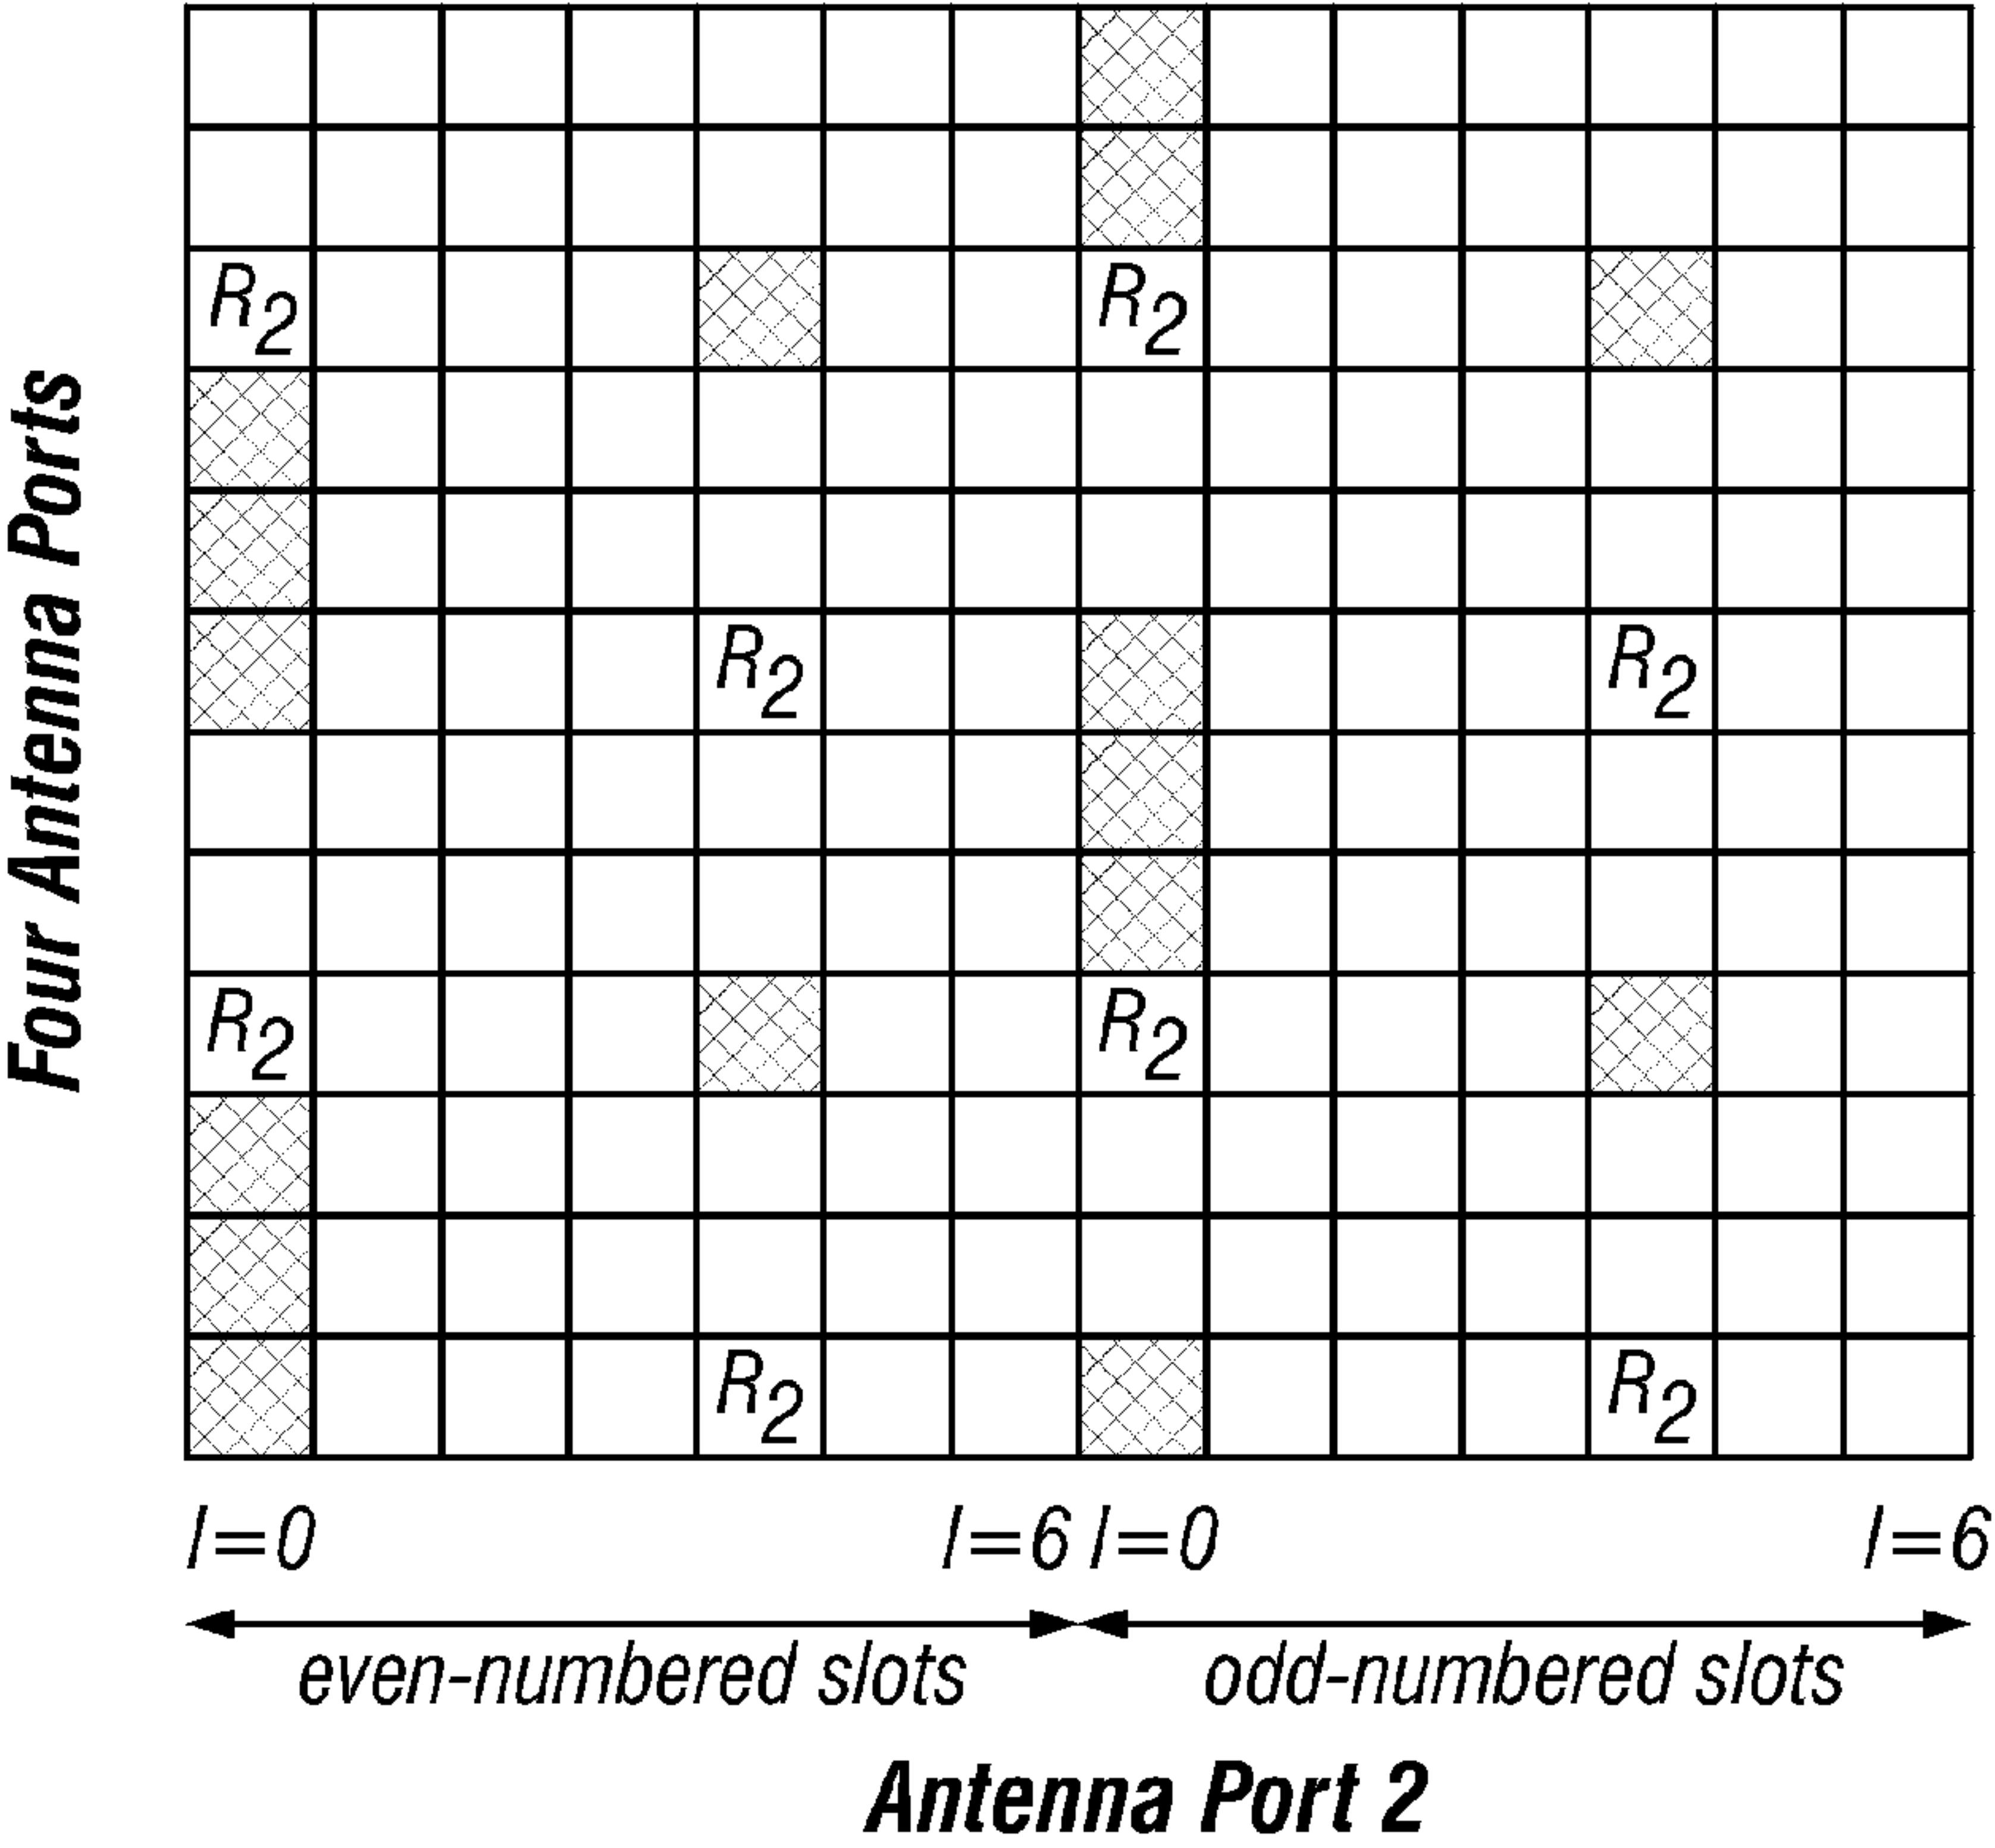 Four Antenna Ports
R2 R2
R2 R2
R2 R2
R2 R2
l=0 l=6 l=0 l=6
even-numbered slots odd-numbered slots
Antenna Port 2